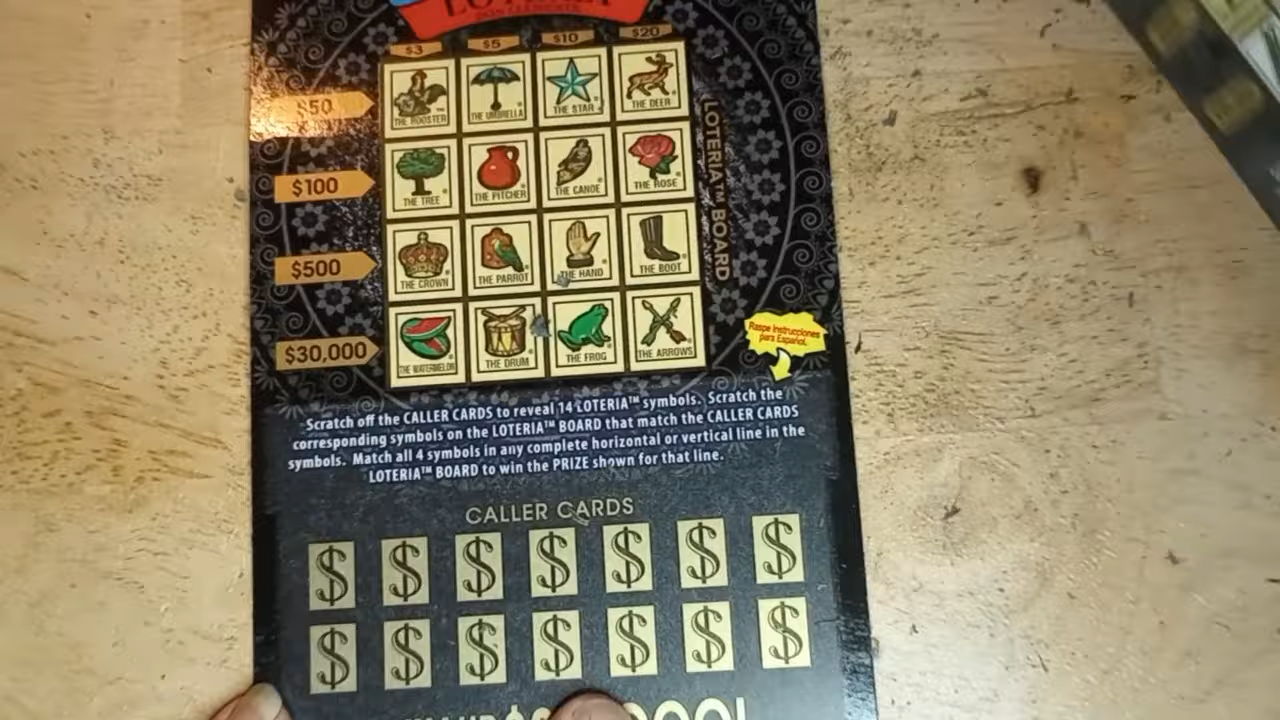 LOTERIA
$3 $5 $10 $20
$50
THE ROOSTER™ THE UMBRELLA® THE STAR® THE DEER®
$100
THE TREE® THE PITCHER® THE CANOE® THE ROSE®
$500
THE CROWN® THE PARROT® THE HAND® THE BOOT®
$30,000
THE WATERMELON® THE DRUM® THE FROG® THE ARROWS®
LOTERIA™ BOARD
Raspe Instrucciones
para Español.
Scratch off the CALLER CARDS to reveal 14 LOTERIA™ symbols. Scratch the
corresponding symbols on the LOTERIA™ BOARD that match the CALLER CARDS
symbols. Match all 4 symbols in any complete horizontal or vertical line in the
LOTERIA™ BOARD to win the PRIZE shown for that line.
CALLER CARDS
$ $ $ $ $ $ $
$ $ $ $ $ $ $